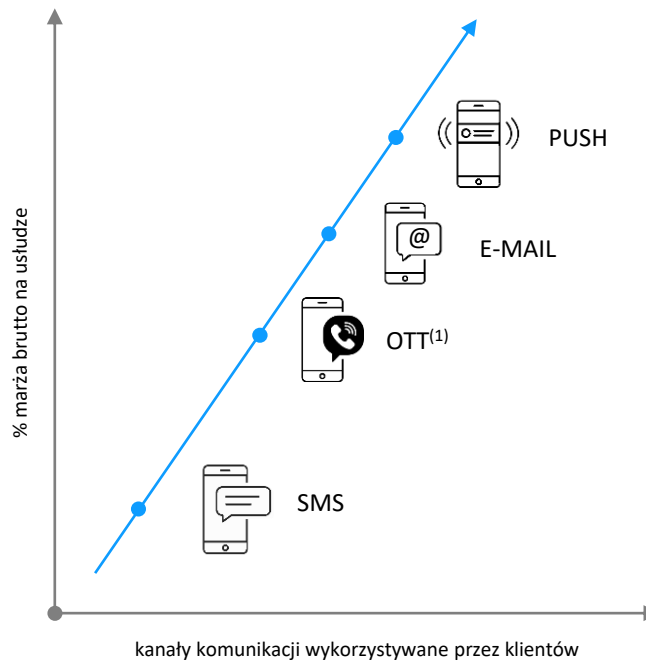 PUSH
@
E-MAIL
OTT(1)
SMS
% marża brutto na usłudze
kanały komunikacji wykorzystywane przez klientów